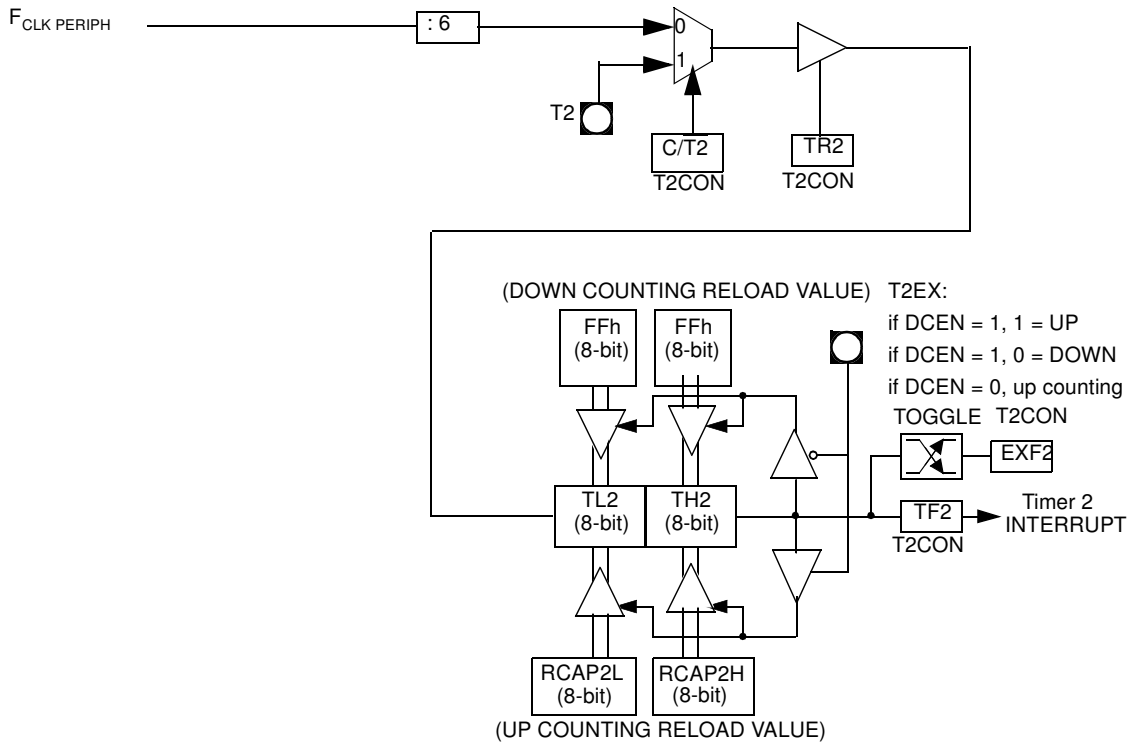 FCLK PERIPH
: 6
0
1
T2
C/T2
TR2
T2CON
T2CON
(DOWN COUNTING RELOAD VALUE)
T2EX:
if DCEN = 1, 1 = UP
if DCEN = 1, 0 = DOWN
if DCEN = 0, up counting
FFh
(8-bit)
FFh
(8-bit)
TOGGLE
T2CON
EXF2
TL2
(8-bit)
TH2
(8-bit)
TF2
T2CON
Timer 2
INTERRUPT
RCAP2L
(8-bit)
RCAP2H
(8-bit)
(UP COUNTING RELOAD VALUE)